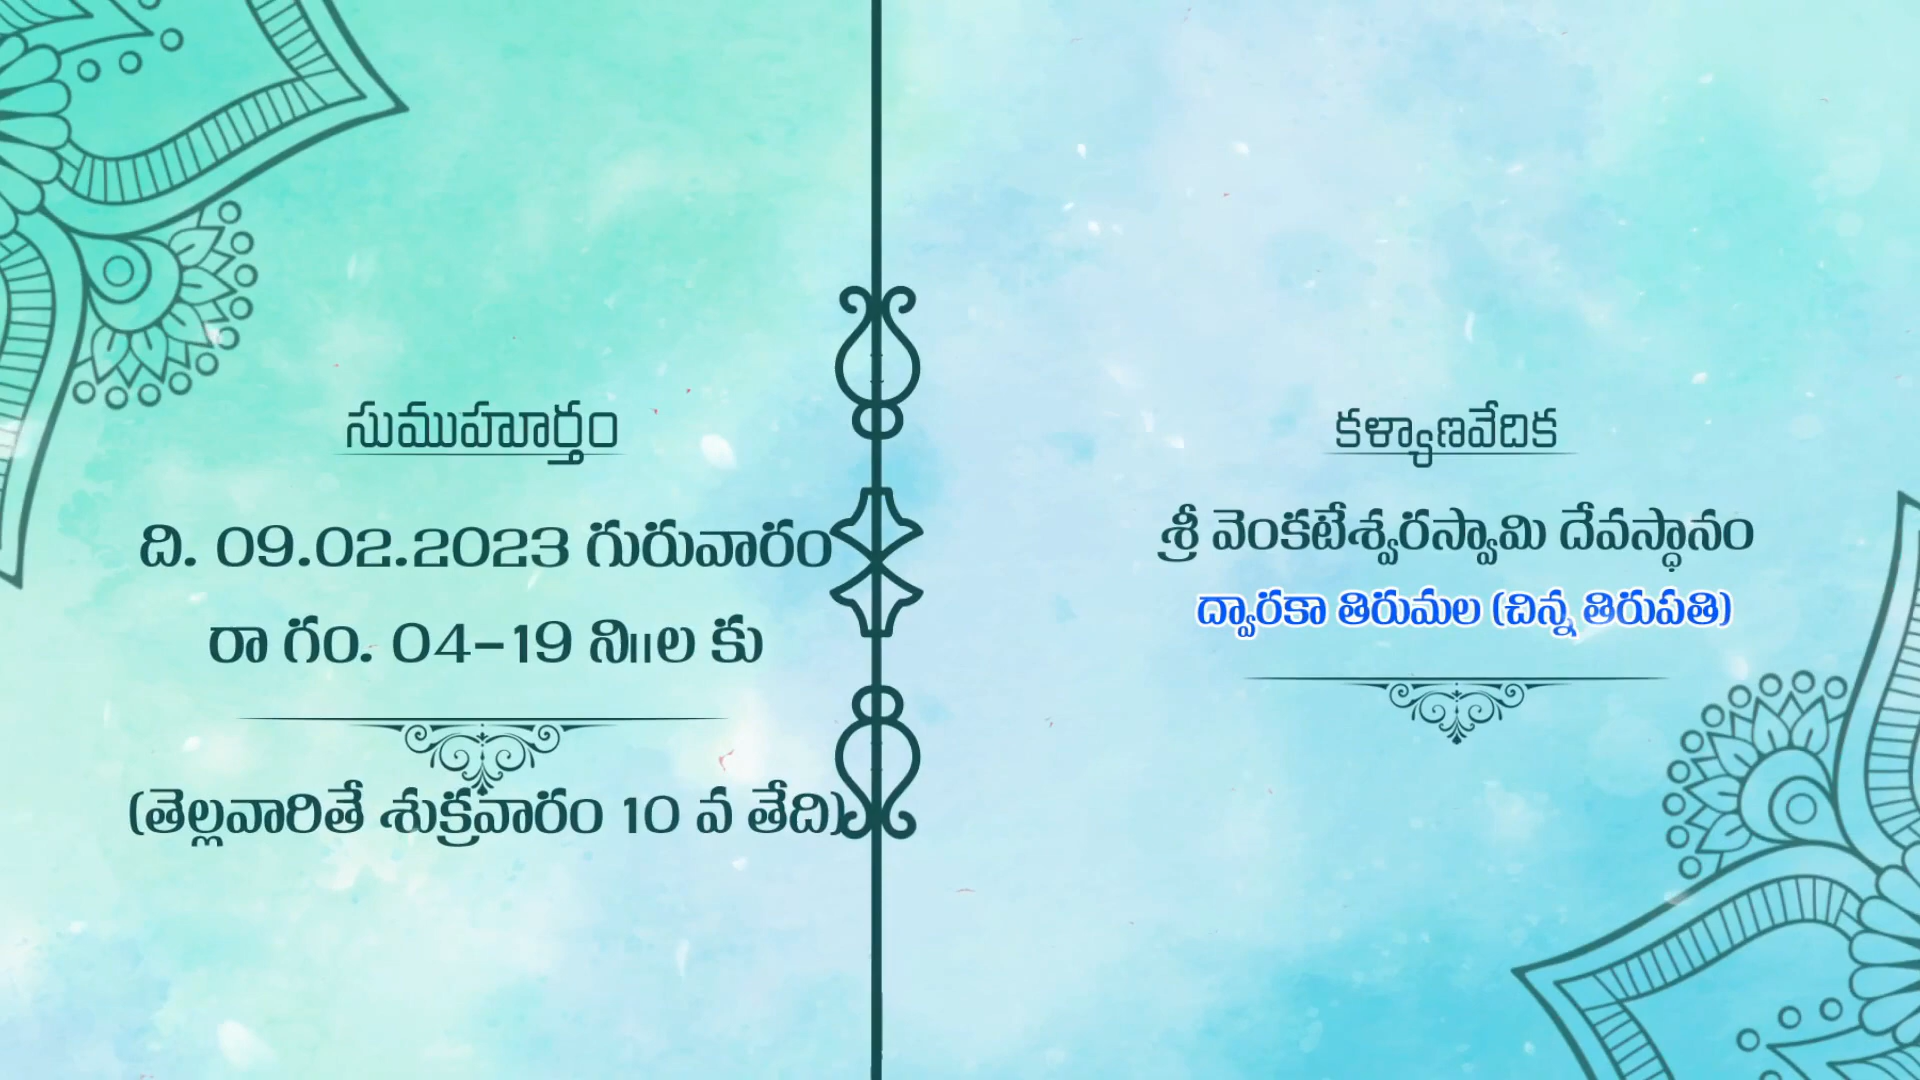 సుముహూర్తం
ది. 09.02.2023 గురువారం
రా గం. 04-19 ని॥ల కు
(తెల్లవారితే శుక్రవారం 10 వ తేది)
కళ్యాణవేదిక
శ్రీ వెంకటేశ్వరస్వామి దేవస్థానం
ద్వారకా తిరుమల (చిన్న తిరుపతి)